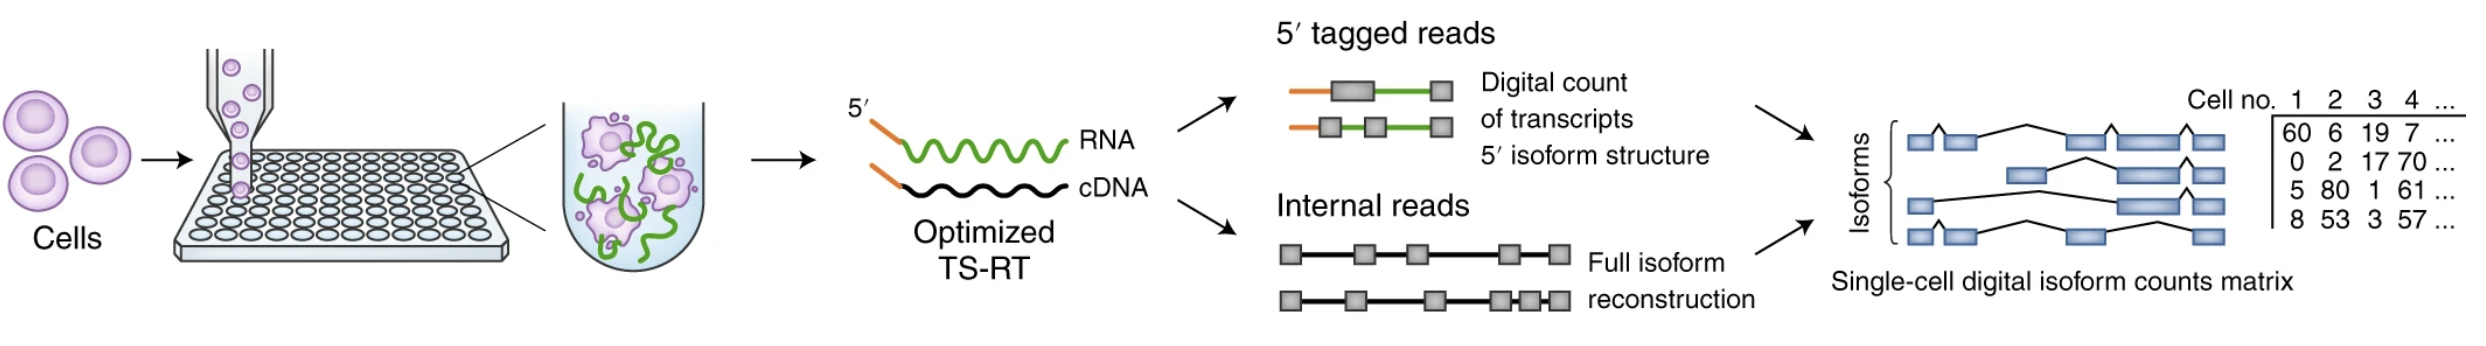 Cells
5′
RNA
cDNA
Optimized
TS-RT
5′ tagged reads
Digital count
of transcripts
5′ isoform structure
Internal reads
Full isoform
reconstruction
Isoforms
Cell no. 1 2 3 4 ...
60 6 19 7 ...
0 2 17 70 ...
5 80 1 61 ...
8 53 3 57 ...
Single-cell digital isoform counts matrix